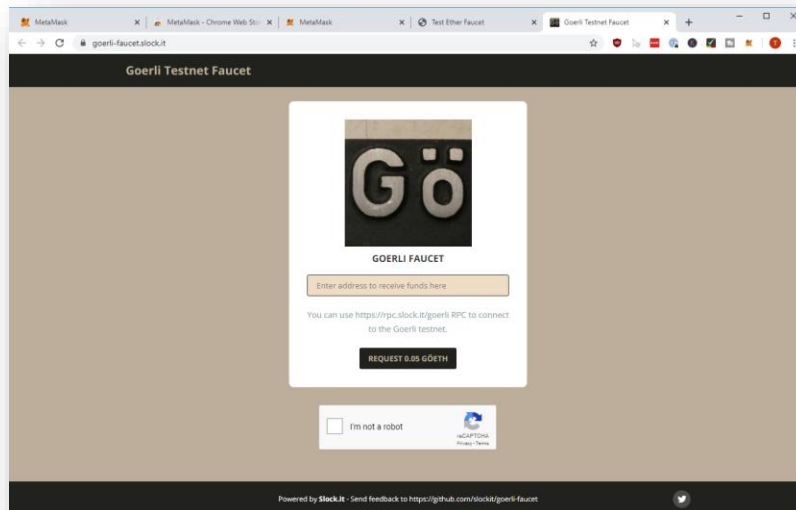 MetaMask
MetaMask - Chrome Web Sto
MetaMask
Test Ether Faucet
Goerli Testnet Faucet
goerli-faucet.slock.it
Goerli Testnet Faucet
Gö
GOERLI FAUCET
Enter address to receive funds here
You can use https://rpc.slock.it/goerli RPC to connect
to the Goerli testnet.
REQUEST 0.05 GÖETH
I'm not a robot
reCAPTCHA
Privacy - Terms
Powered by Slock.it - Send feedback to https://github.com/slockit/goerli-faucet